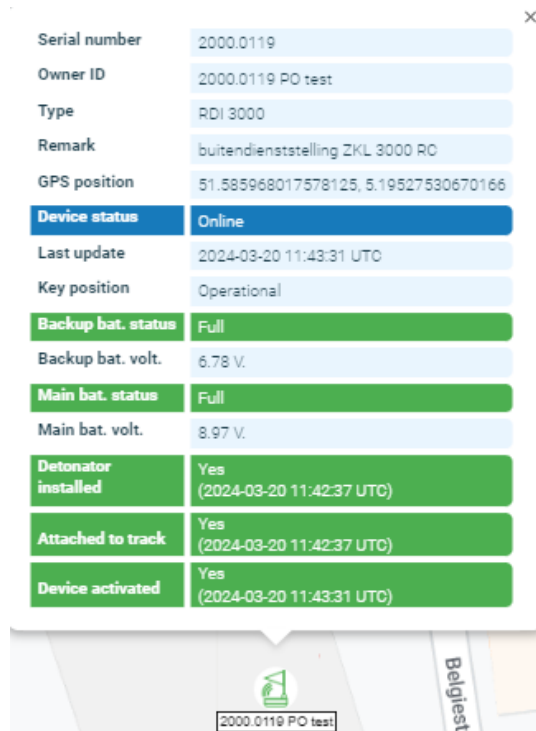 ×
Serial number 2000.0119
Owner ID 2000.0119 PO test
Type RDI 3000
Remark buitendienststelling ZKL 3000 RC
GPS position 51.585968017578125, 5.19527530670166
Device status Online
Last update 2024-03-20 11:43:31 UTC
Key position Operational
Backup bat. status Full
Backup bat. volt. 6.78 V.
Main bat. status Full
Main bat. volt. 8.97 V.
Detonator installed Yes
(2024-03-20 11:42:37 UTC)
Attached to track Yes
(2024-03-20 11:42:37 UTC)
Device activated Yes
(2024-03-20 11:43:31 UTC)
Belgiest
2000.0119 PO test